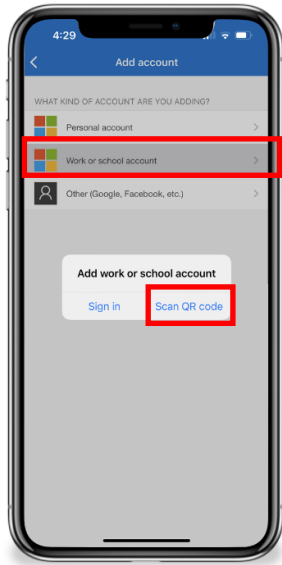 4:29
Add account
WHAT KIND OF ACCOUNT ARE YOU ADDING?
Personal account
Work or school account
Other (Google, Facebook, etc.)
Add work or school account
Sign in Scan QR code